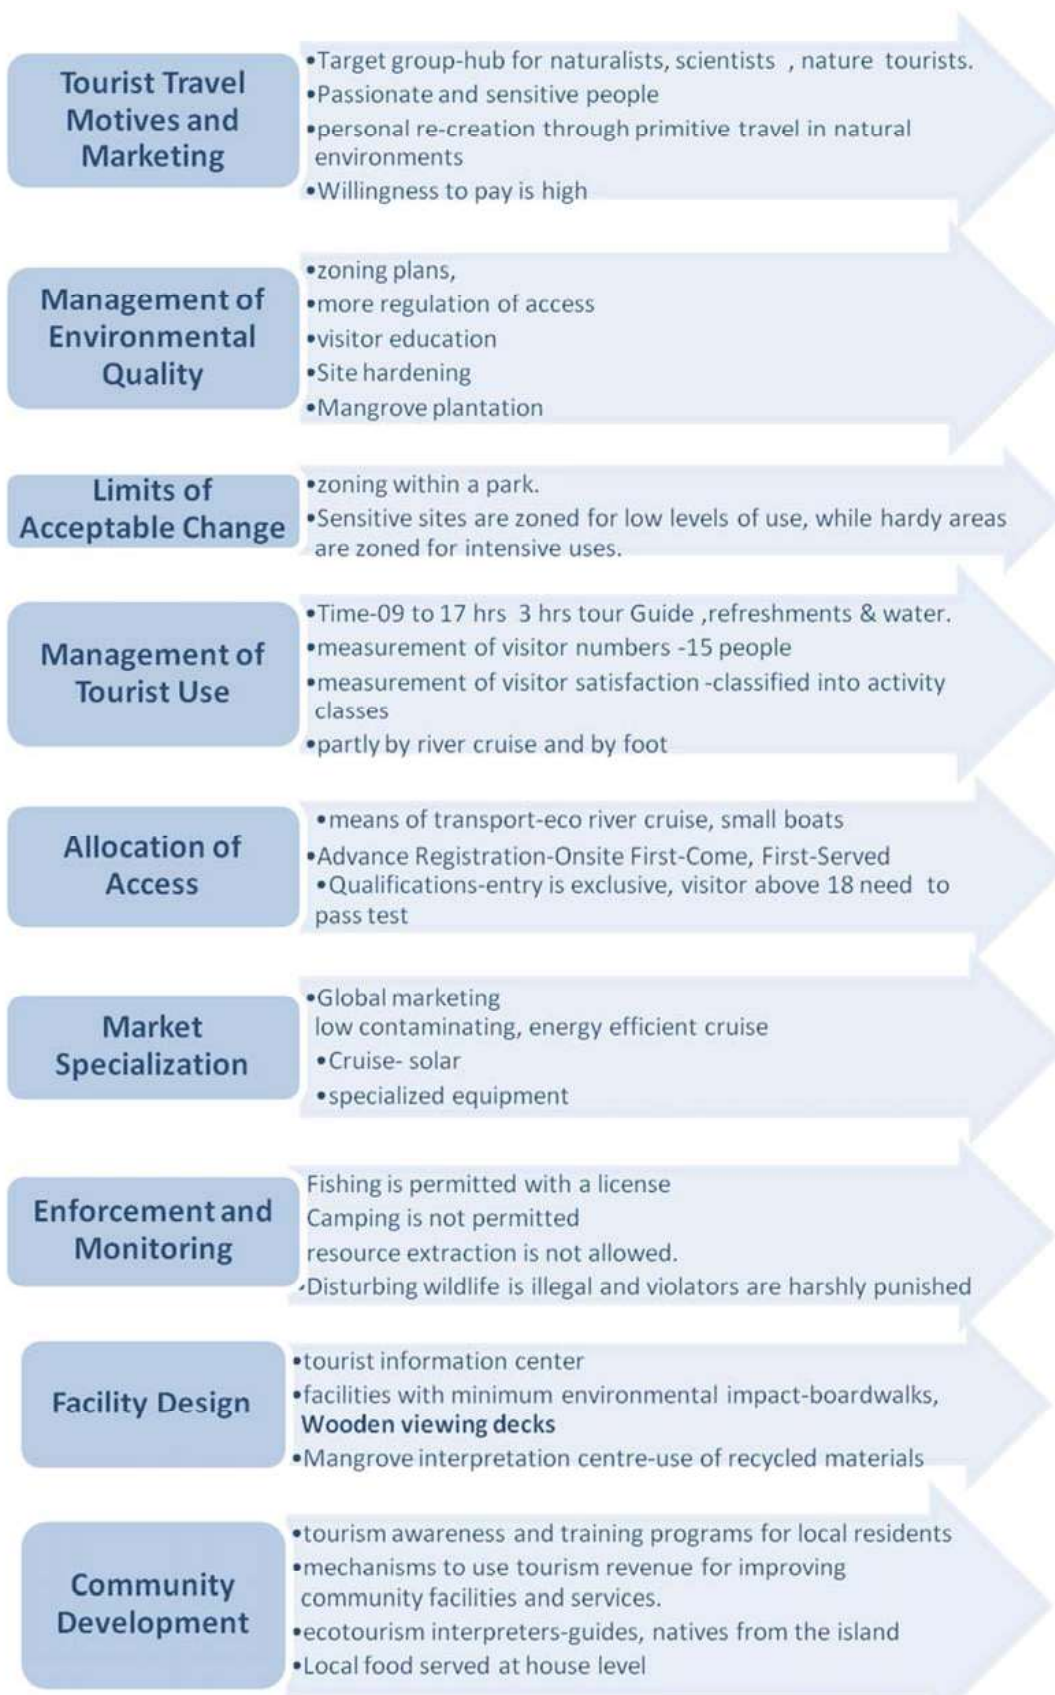 Tourist Travel
Motives and
Marketing
•Target group-hub for naturalists, scientists , nature tourists.
•Passionate and sensitive people
•personal re-creation through primitive travel in natural
environments
•Willingness to pay is high
Management of
Environmental
Quality
•zoning plans,
•more regulation of access
•visitor education
•Site hardening
•Mangrove plantation
Limits of
Acceptable Change
•zoning within a park.
•Sensitive sites are zoned for low levels of use, while hardy areas
are zoned for intensive uses.
Management of
Tourist Use
•Time-09 to 17 hrs 3 hrs tour Guide ,refreshments & water.
•measurement of visitor numbers -15 people
•measurement of visitor satisfaction -classified into activity
classes
•partly by river cruise and by foot
Allocation of
Access
•means of transport-eco river cruise, small boats
•Advance Registration-Onsite First-Come, First-Served
•Qualifications-entry is exclusive, visitor above 18 need to
pass test
Market
Specialization
•Global marketing
low contaminating, energy efficient cruise
•Cruise- solar
•specialized equipment
Enforcement and
Monitoring
Fishing is permitted with a license
Camping is not permitted
resource extraction is not allowed.
•Disturbing wildlife is illegal and violators are harshly punished
Facility Design
•tourist information center
•facilities with minimum environmental impact-boardwalks,
Wooden viewing decks
•Mangrove interpretation centre-use of recycled materials
Community
Development
•tourism awareness and training programs for local residents
•mechanisms to use tourism revenue for improving
community facilities and services.
•ecotourism interpreters-guides, natives from the island
•Local food served at house level